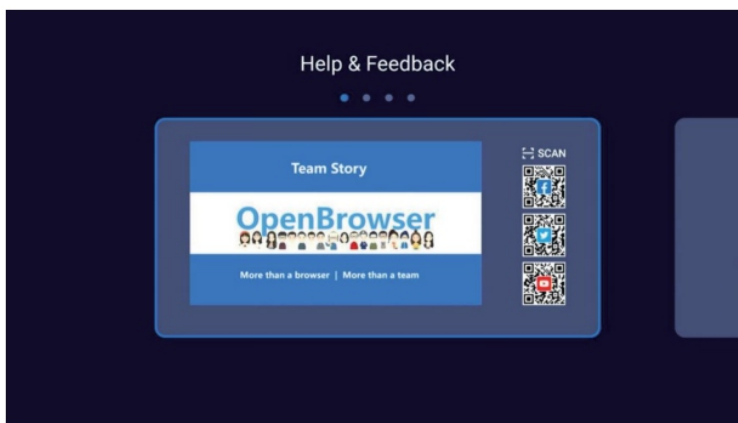 Help & Feedback
SCAN
Team Story
OpenBrowser
More than a browser | More than a team